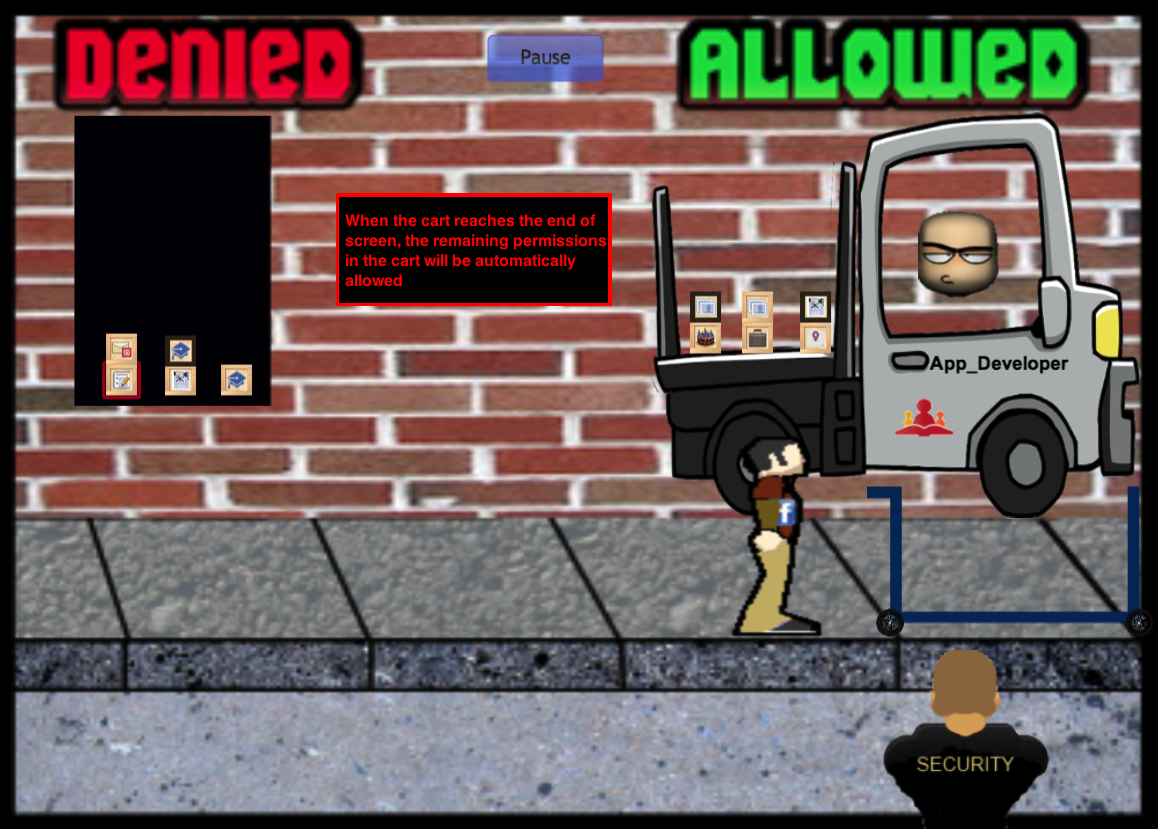 DENIED
Pause
ALLOWED
When the cart reaches the end of
screen, the remaining permissions
in the cart will be automatically
allowed
App_Developer
f
SECURITY